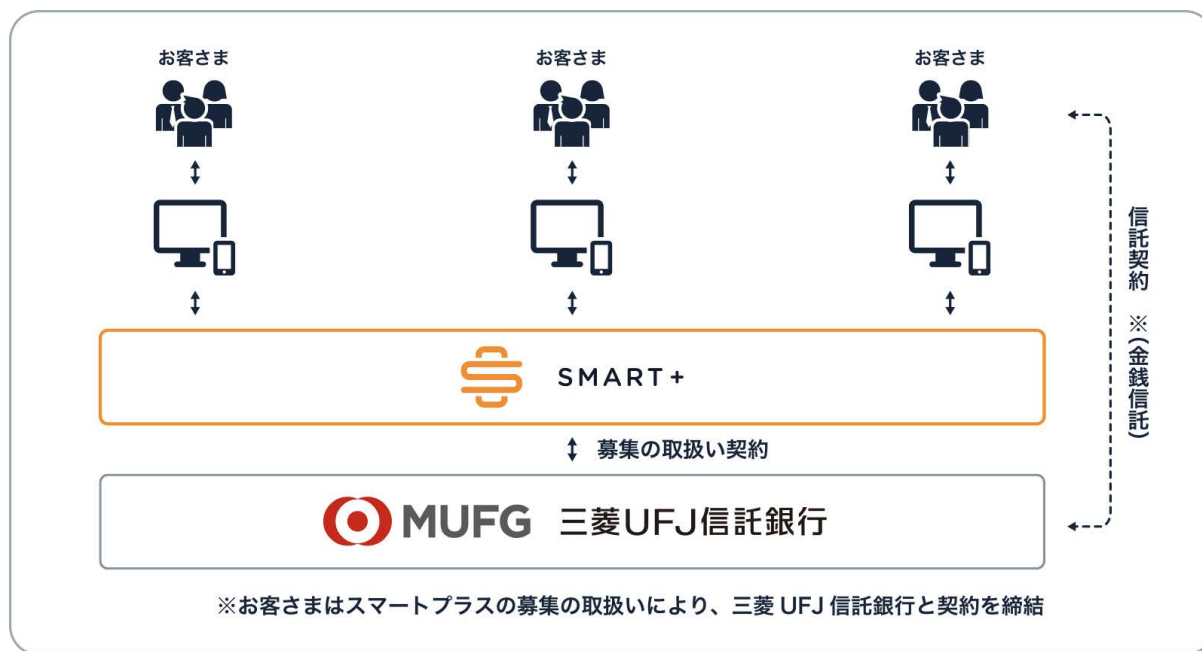 お客さま
お客さま
お客さま
信託契約 ※(金銭信託)
SMART+
募集の取扱い契約
MUFG 三菱UFJ信託銀行
※お客さまはスマートプラスの募集の取扱いにより、三菱 UFJ 信託銀行と契約を締結